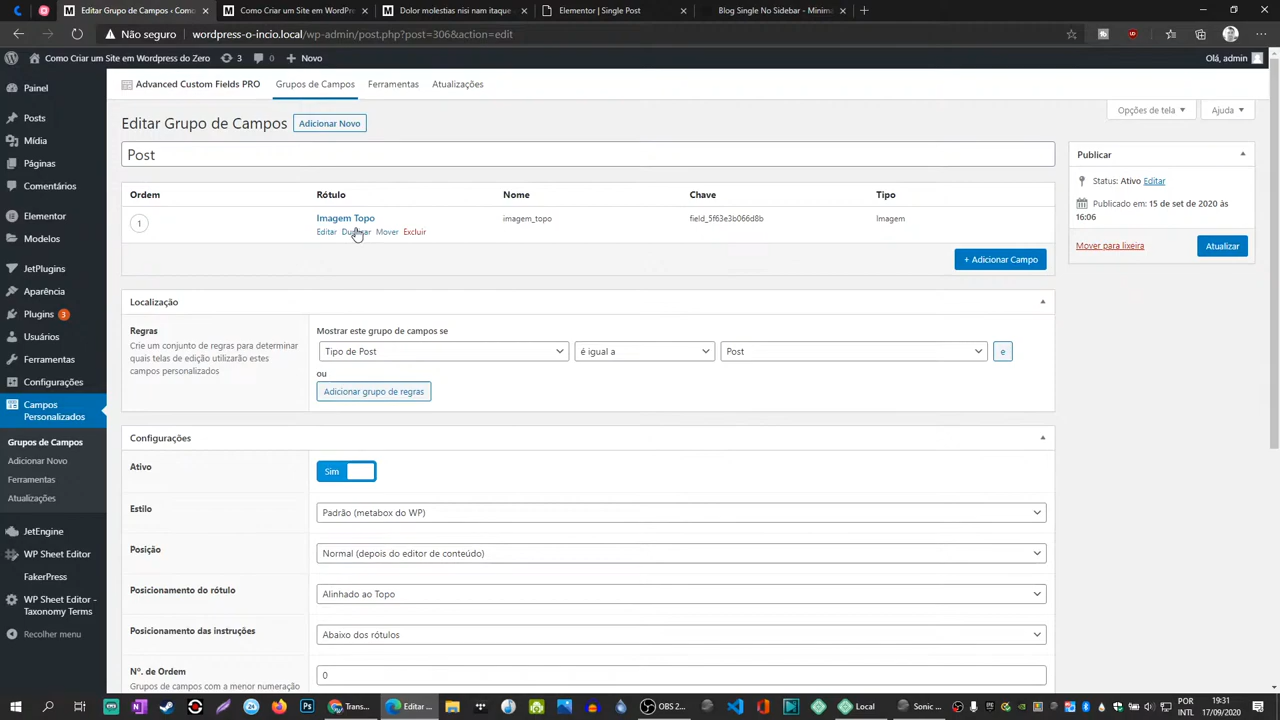 Editar Grupo de Campos ‹ Como
Como Criar um Site em WordPre
Dolor molestias non aut itaque
Elementor | Single Post
Blog Single No Sidebar – Minima
Não seguro
wordpress-o-incio.local/wp-admin/post.php?post=306&action=edit
Como Criar um Site em Wordpress do Zero
3
0
Novo
Olá, admin
Painel
Posts
Mídia
Páginas
Comentários
Elementor
Modelos
JetPlugins
Aparência
Plugins 3
Usuários
Ferramentas
Configurações
Campos
Personalizados
Grupos de Campos
Adicionar Novo
Ferramentas
Atualizações
JetEngine
WP Sheet Editor
FakerPress
WP Sheet Editor -
Taxonomy Terms
Recolher menu
Advanced Custom Fields PRO
Grupos de Campos
Ferramentas
Atualizações
Opções de tela
Ajuda
Editar Grupo de Campos
Adicionar Novo
Post
Ordem
Rótulo
Nome
Chave
Tipo
1
Imagem Topo
imagem_topo
field_5f63e3b066d8b
Imagem
Editar
Duplicar
Mover
Excluir
+ Adicionar Campo
Localização
Regras
Crie um conjunto de regras para determinar
quais telas de edição utilizarão estes
campos personalizados
Mostrar este grupo de campos se
Tipo de Post
é igual a
Post
e
ou
Adicionar grupo de regras
Configurações
Ativo
Sim
Estilo
Padrão (metabox do WP)
Posição
Normal (depois do editor de conteúdo)
Posicionamento do rótulo
Alinhado ao Topo
Posicionamento das instruções
Abaixo dos rótulos
Nº. de Ordem
Grupos de campos com a menor numeração
0
Publicar
Status: Ativo Editar
Publicado em: 15 de set de 2020 às
16:06
Mover para lixeira
Atualizar
Trans...
Editar ...
OBS 2...
Local
Sonic ...
POR
INTL
19:31
17/09/2020